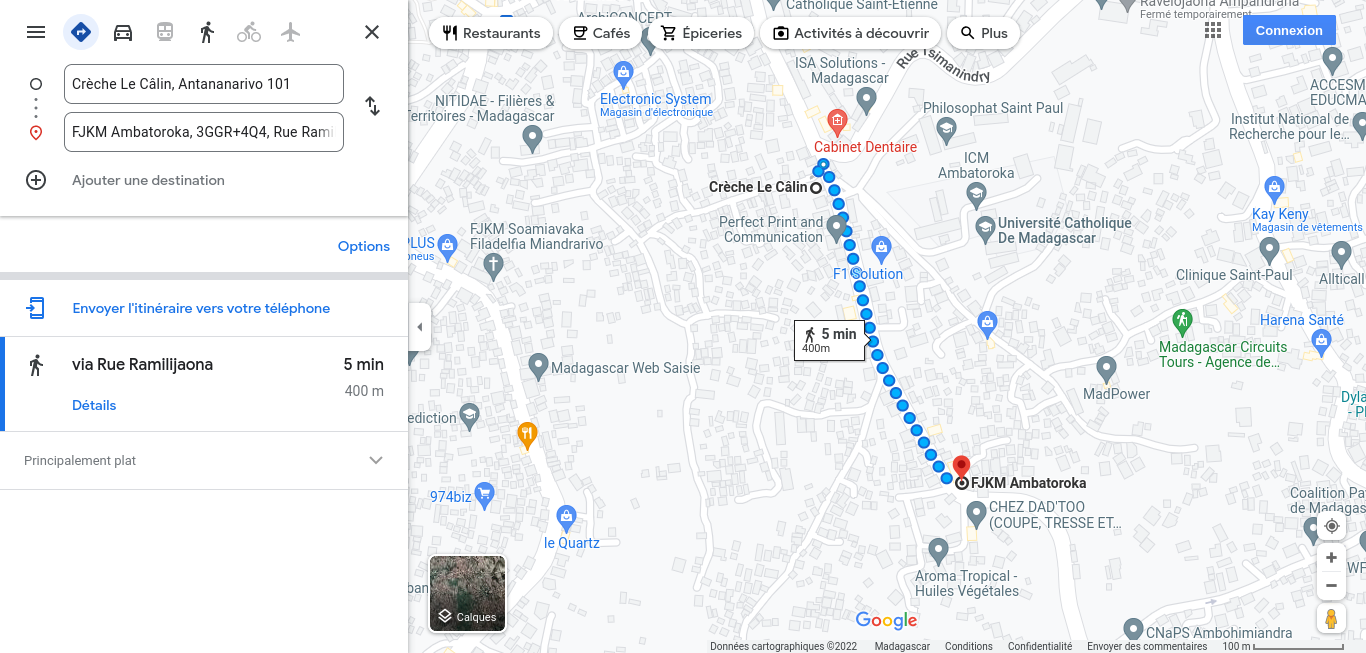 Crèche Le Câlin, Antananarivo 101
FJKM Ambatoroka, 3GGR+4Q4, Rue Rami
Ajouter une destination
Options
Envoyer l'itinéraire vers votre téléphone
via Rue Ramilijaona
5 min
400 m
Détails
Principalement plat
Restaurants
Cafés
Épiceries
Activités à découvrir
Plus
Connexion
ArchiCONCEPT
Catholique Saint-Etienne
Ravelojaona Ampandrana
Fermé temporairement
ISA Solutions -
Madagascar
Rue Tsimanindry
ACCESM
EDUCMA
Electronic System
Magasin d'électronique
NITIDAE - Filières &
Territoires - Madagascar
Philosophat Saint Paul
Institut National de
Recherche pour le...
Cabinet Dentaire
ICM
Ambatoroka
Crèche Le Câlin
Perfect Print and
Communication
Université Catholique
De Madagascar
Kay Keny
Magasin de vêtements
FJKM Soamiavaka
Filadelfia Miandrarivo
PLUS
oneus
F1 Solution
Clinique Saint-Paul
Allticall
5 min
400m
Harena Santé
Madagascar Circuits
Tours - Agence de...
Madagascar Web Saisie
MadPower
Dyla
- Pl
ediction
FJKM Ambatoroka
974biz
CHEZ DAD'TOO
(COUPE, TRESSE ET...
Coalition Pa
de Madagas
le Quartz
Aroma Tropical -
Huiles Végétales
WF
ban
Calques
Google
CNaPS Ambohimiandra
Données cartographiques ©2022
Madagascar
Conditions
Confidentialité
Envoyer des commentaires
100 m